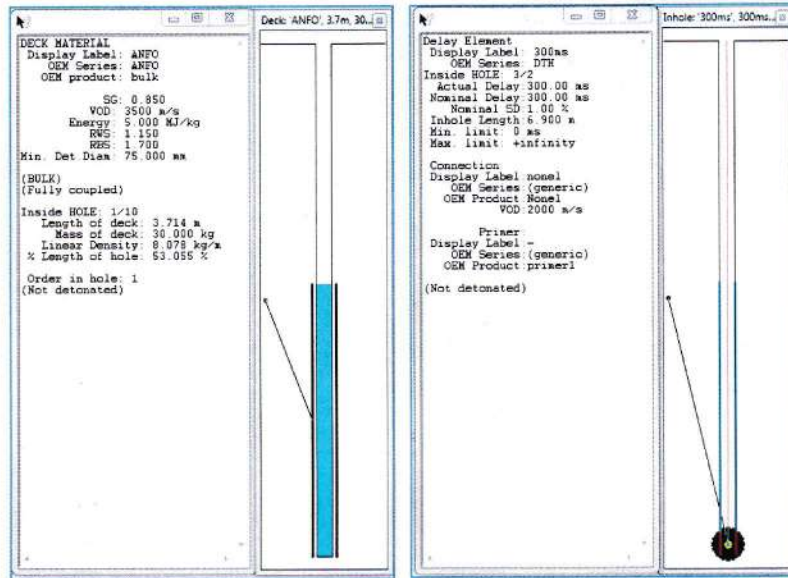 Deck: 'ANFO', 3.7m, 30...
DECK MATERIAL
Display Label: ANFO
OEM Series: ANFO
OEM product: bulk
SG: 0.850
VOD: 3500 m/s
Energy: 5.000 MJ/kg
RWS: 1.150
RBS: 1.700
Min. Det.Diam: 75.000 mm
(BULK)
(Fully coupled)
Inside HOLE: 1/10
Length of deck: 3.714 m
Mass of deck: 30.000 kg
Linear Density: 8.078 kg/m
% Length of hole: 53.055 %
Order in hole: 1
(Not detonated)
Inhole: '300ms', 300ms...
Delay Element
Display Label: 300ms
OEM Series: DTH
Inside HOLE: 3/2
Actual Delay:300.00 ms
Nominal Delay:300.00 ms
Nominal SD:1.00 %
Inhole Length:6.900 m
Min. limit: 0 ms
Max. limit: +infinity
Connection
Display Label:nonel
OEM Series:(generic)
OEM Product:Nonel
VOD:2000 m/s
Primer:
Display Label:-
OEM Series:(generic)
OEM Product:primer1
(Not detonated)